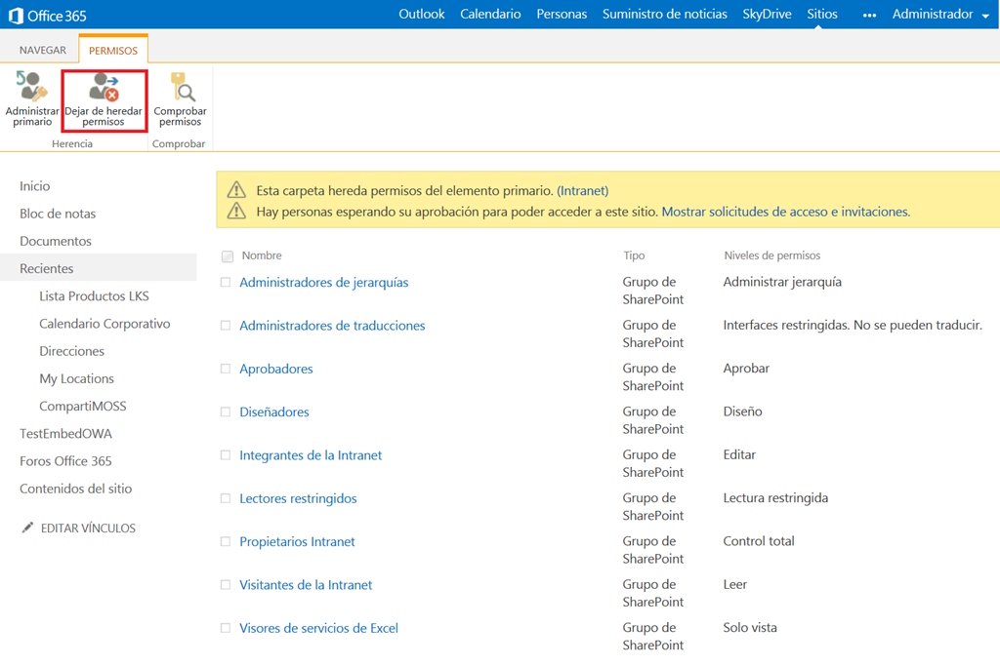 Office 365 Outlook Calendario Personas Suministro de noticias SkyDrive Sitios ••• Administrador
NAVEGAR PERMISOS
Administrar primario
Dejar de heredar permisos
Comprobar permisos
Herencia Comprobar
Inicio
Bloc de notas
Documentos
Recientes
Lista Productos LKS
Calendario Corporativo
Direcciones
My Locations
CompartiMOSS
TestEmbedOWA
Foros Office 365
Contenidos del sitio
EDITAR VÍNCULOS
Esta carpeta hereda permisos del elemento primario. (Intranet)
Hay personas esperando su aprobación para poder acceder a este sitio. Mostrar solicitudes de acceso e invitaciones.
Nombre Tipo Niveles de permisos
Administradores de jerarquías Grupo de SharePoint Administrar jerarquía
Administradores de traducciones Grupo de SharePoint Interfaces restringidas. No se pueden traducir.
Aprobadores Grupo de SharePoint Aprobar
Diseñadores Grupo de SharePoint Diseño
Integrantes de la Intranet Grupo de SharePoint Editar
Lectores restringidos Grupo de SharePoint Lectura restringida
Propietarios Intranet Grupo de SharePoint Control total
Visitantes de la Intranet Grupo de SharePoint Leer
Visores de servicios de Excel Grupo de SharePoint Solo vista